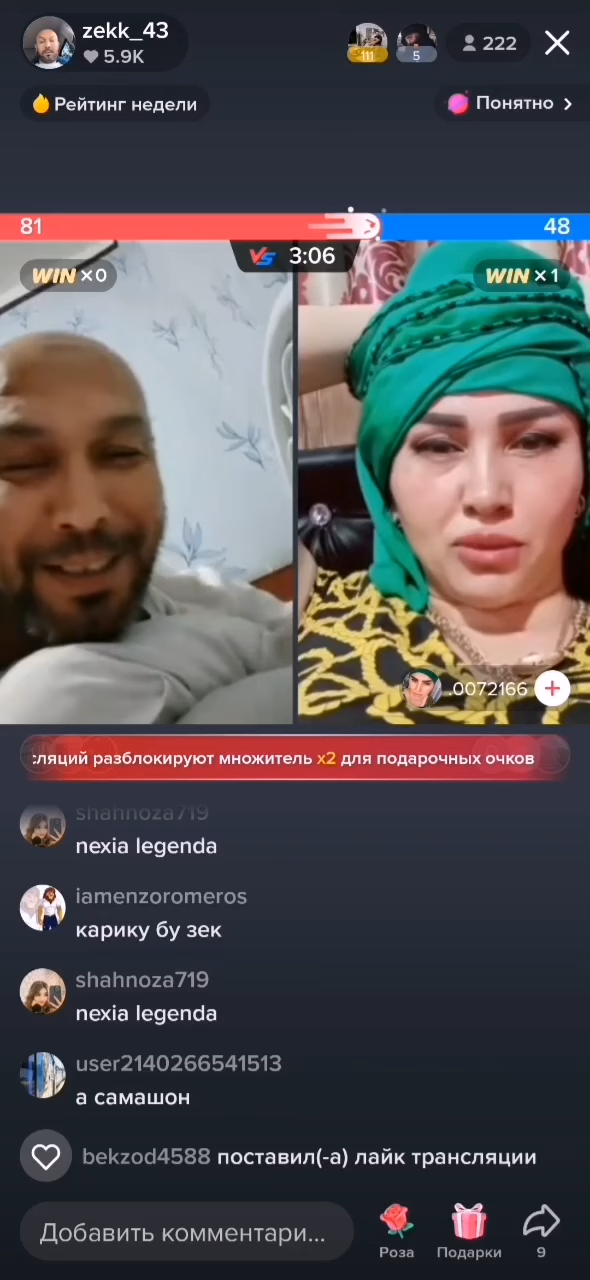 zekk_43
5.9K
111
5
222
Рейтинг недели
Понятно
81
48
VS 3:06
WIN ×0
WIN ×1
.0072166
сляций разблокируют множитель x2 для подарочных очков
shahnoza719
nexia legenda
iamenzoromeros
карику бу зек
shahnoza719
nexia legenda
user2140266541513
а самашон
bekzod4588 поставил(-а) лайк трансляции
Добавить комментари...
Роза
Подарки
9